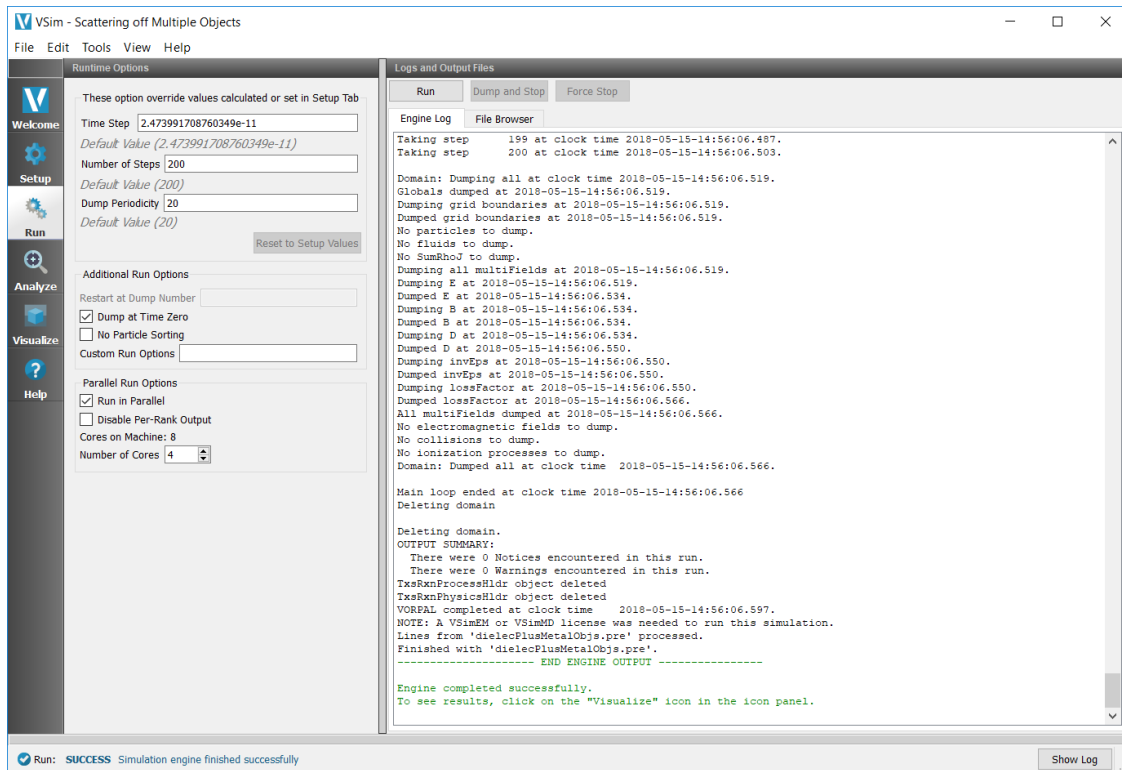 VSim - Scattering off Multiple Objects
File Edit Tools View Help
Runtime Options
Welcome
Setup
Run
Analyze
Visualize
Help
These option override values calculated or set in Setup Tab
Time Step 2.473991708760349e-11
Default Value (2.473991708760349e-11)
Number of Steps 200
Default Value (200)
Dump Periodicity 20
Default Value (20)
Reset to Setup Values
Additional Run Options
Restart at Dump Number
Dump at Time Zero
No Particle Sorting
Custom Run Options
Parallel Run Options
Run in Parallel
Disable Per-Rank Output
Cores on Machine: 8
Number of Cores 4
Logs and Output Files
Run Dump and Stop Force Stop
Engine Log File Browser
Taking step 199 at clock time 2018-05-15-14:56:06.487.
Taking step 200 at clock time 2018-05-15-14:56:06.503.
Domain: Dumping all at clock time 2018-05-15-14:56:06.519.
Globals dumped at 2018-05-15-14:56:06.519.
Dumping grid boundaries at 2018-05-15-14:56:06.519.
Dumped grid boundaries at 2018-05-15-14:56:06.519.
No particles to dump.
No fluids to dump.
No SumRhoJ to dump.
Dumping all multiFields at 2018-05-15-14:56:06.519.
Dumping E at 2018-05-15-14:56:06.519.
Dumped E at 2018-05-15-14:56:06.534.
Dumping B at 2018-05-15-14:56:06.534.
Dumped B at 2018-05-15-14:56:06.534.
Dumping D at 2018-05-15-14:56:06.534.
Dumped D at 2018-05-15-14:56:06.550.
Dumping invEps at 2018-05-15-14:56:06.550.
Dumped invEps at 2018-05-15-14:56:06.550.
Dumping lossFactor at 2018-05-15-14:56:06.550.
Dumped lossFactor at 2018-05-15-14:56:06.566.
All multiFields dumped at 2018-05-15-14:56:06.566.
No electromagnetic fields to dump.
No collisions to dump.
No ionization processes to dump.
Domain: Dumped all at clock time 2018-05-15-14:56:06.566.
Main loop ended at clock time 2018-05-15-14:56:06.566
Deleting domain
Deleting domain.
OUTPUT SUMMARY:
There were 0 Notices encountered in this run.
There were 0 Warnings encountered in this run.
TxsRxnProcessHldr object deleted
TxsRxnPhysicsHldr object deleted
VORPAL completed at clock time 2018-05-15-14:56:06.597.
NOTE: A VSimEM or VSimMD license was needed to run this simulation.
Lines from 'dielecPlusMetalObjs.pre' processed.
Finished with 'dielecPlusMetalObjs.pre'.
--------------------- END ENGINE OUTPUT ----------------
Engine completed successfully.
To see results, click on the "Visualize" icon in the icon panel.
Run: SUCCESS Simulation engine finished successfully
Show Log